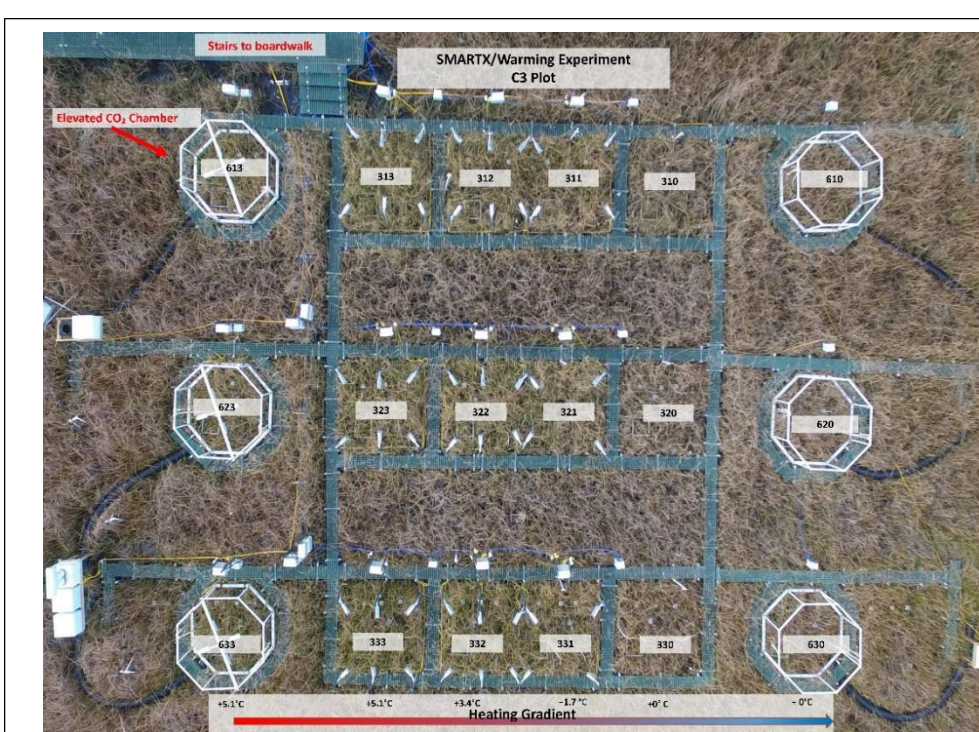 Stairs to boardwalk
SMARTX/Warming Experiment
C3 Plot
Elevated CO₂ Chamber
613
313
312
311
310
610
623
323
322
321
320
620
633
333
332
331
330
630
+5.1°C
+5.1°C
+3.4°C
−1.7 °C
+0° C
- 0°C
Heating Gradient